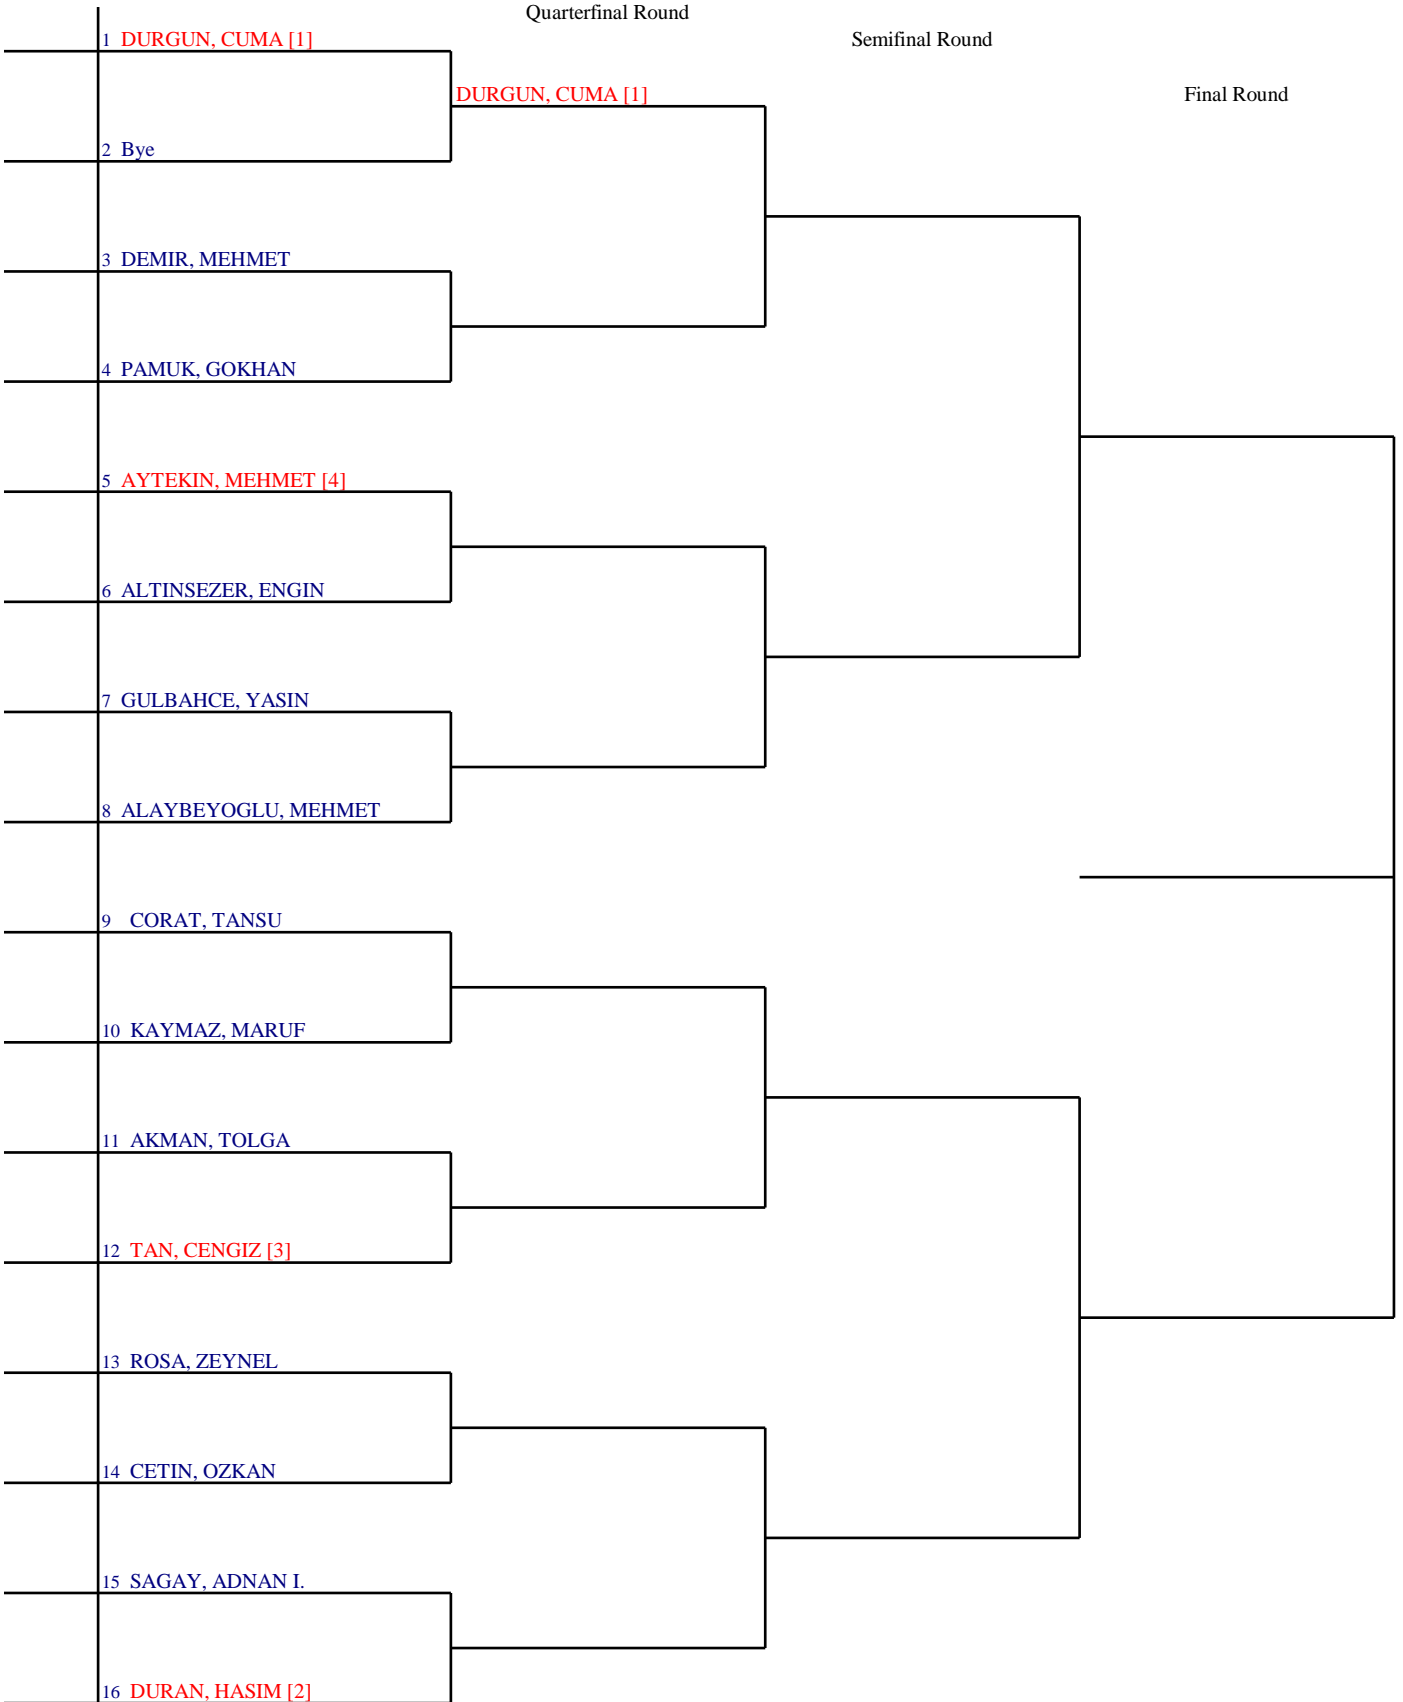 Quarterfinal Round
1 DURGUN, CUMA [1]
Semifinal Round
DURGUN, CUMA [1]
Final Round
2 Bye
3 DEMIR, MEHMET
4 PAMUK, GOKHAN
5 AYTEKIN, MEHMET [4]
6 ALTINSEZER, ENGIN
7 GULBAHCE, YASIN
8 ALAYBEYOGLU, MEHMET
9 CORAT, TANSU
10 KAYMAZ, MARUF
11 AKMAN, TOLGA
12 TAN, CENGIZ [3]
13 ROSA, ZEYNEL
14 CETIN, OZKAN
15 SAGAY, ADNAN I.
16 DURAN, HASIM [2]